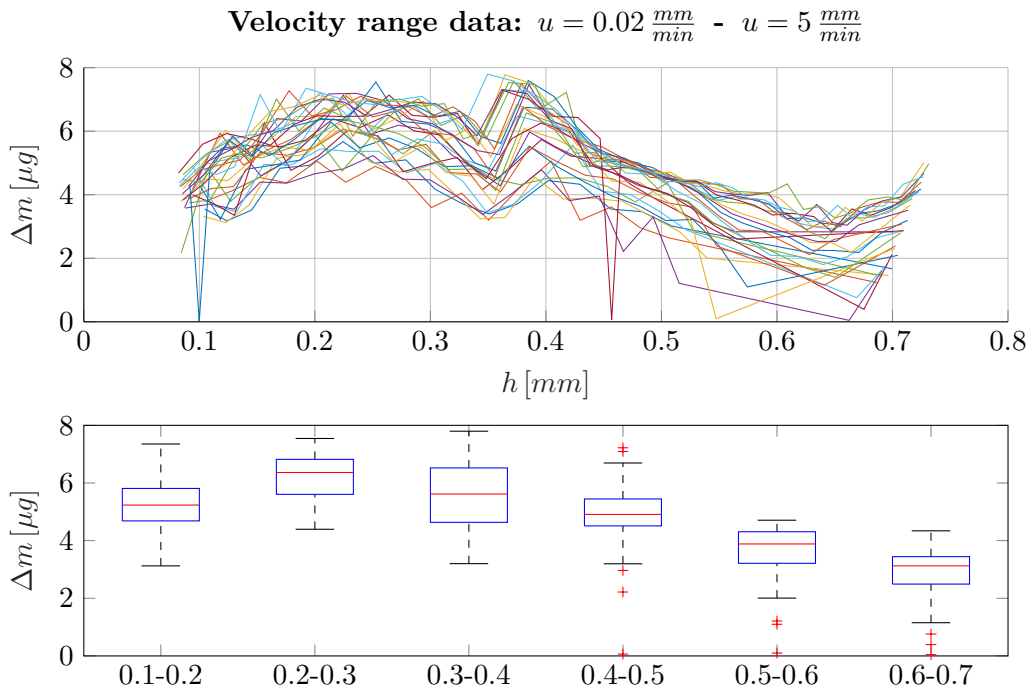 Velocity range data: u = 0.02 mm/min - u = 5 mm/min
8
6
4
2
0
Δm [μg]
0 0.1 0.2 0.3 0.4 0.5 0.6 0.7 0.8
h [mm]
8
6
4
2
0
Δm [μg]
0.1-0.2 0.2-0.3 0.3-0.4 0.4-0.5 0.5-0.6 0.6-0.7